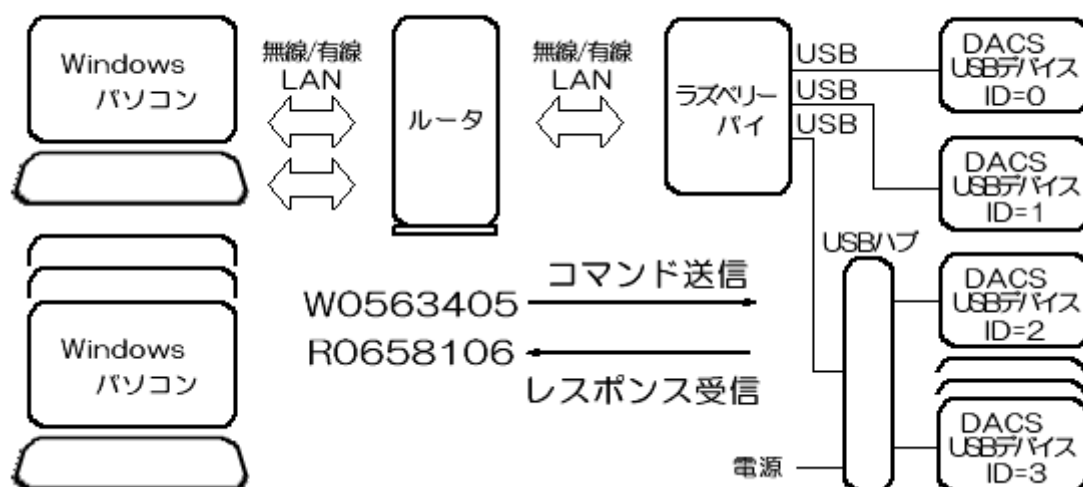 Windows
パソコン
無線/有線
LAN
ルータ
無線/有線
LAN
ラズベリー
パイ
USB
USB
USB
DACS
USBデバイス
ID=0
DACS
USBデバイス
ID=1
USBハブ
DACS
USBデバイス
ID=2
DACS
USBデバイス
ID=3
電源
コマンド送信
W0563405
R0658106
レスポンス受信
Windows
パソコン